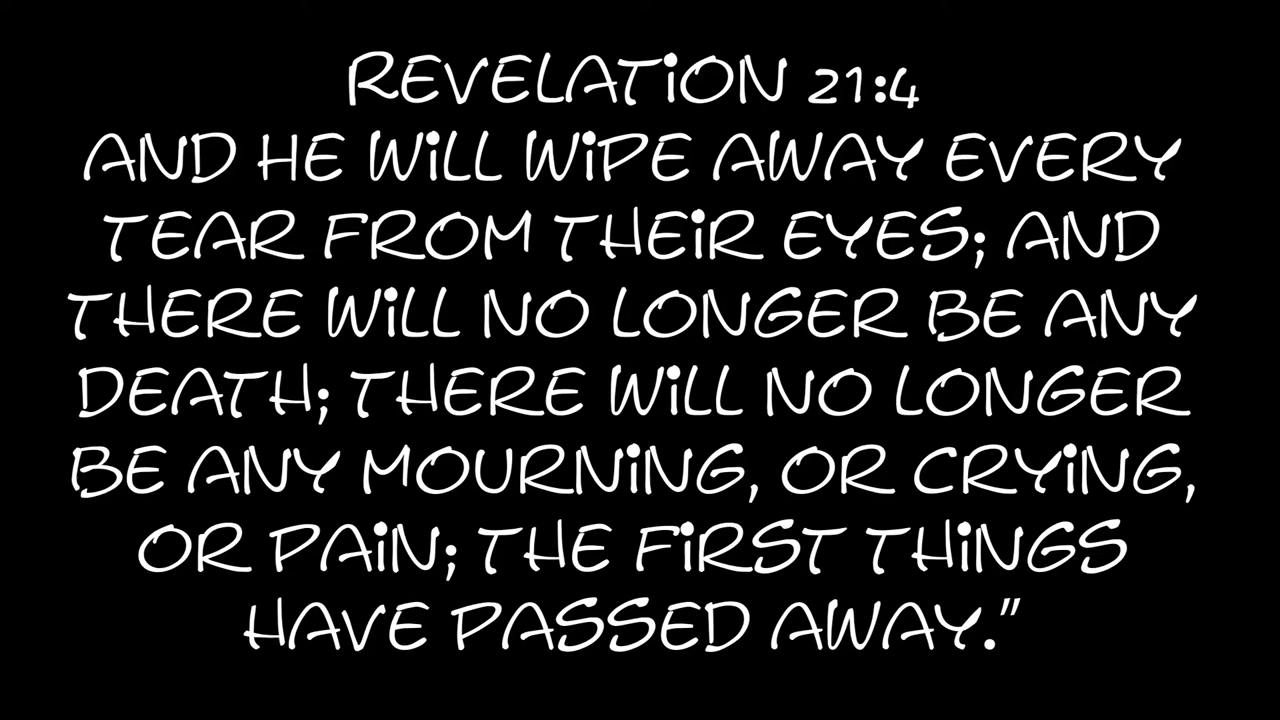 REVELATION 21:4
AND HE WILL WIPE AWAY EVERY
TEAR FROM THEIR EYES; AND
THERE WILL NO LONGER BE ANY
DEATH; THERE WILL NO LONGER
BE ANY MOURNING, OR CRYING,
OR PAIN; THE FIRST THINGS
HAVE PASSED AWAY.”